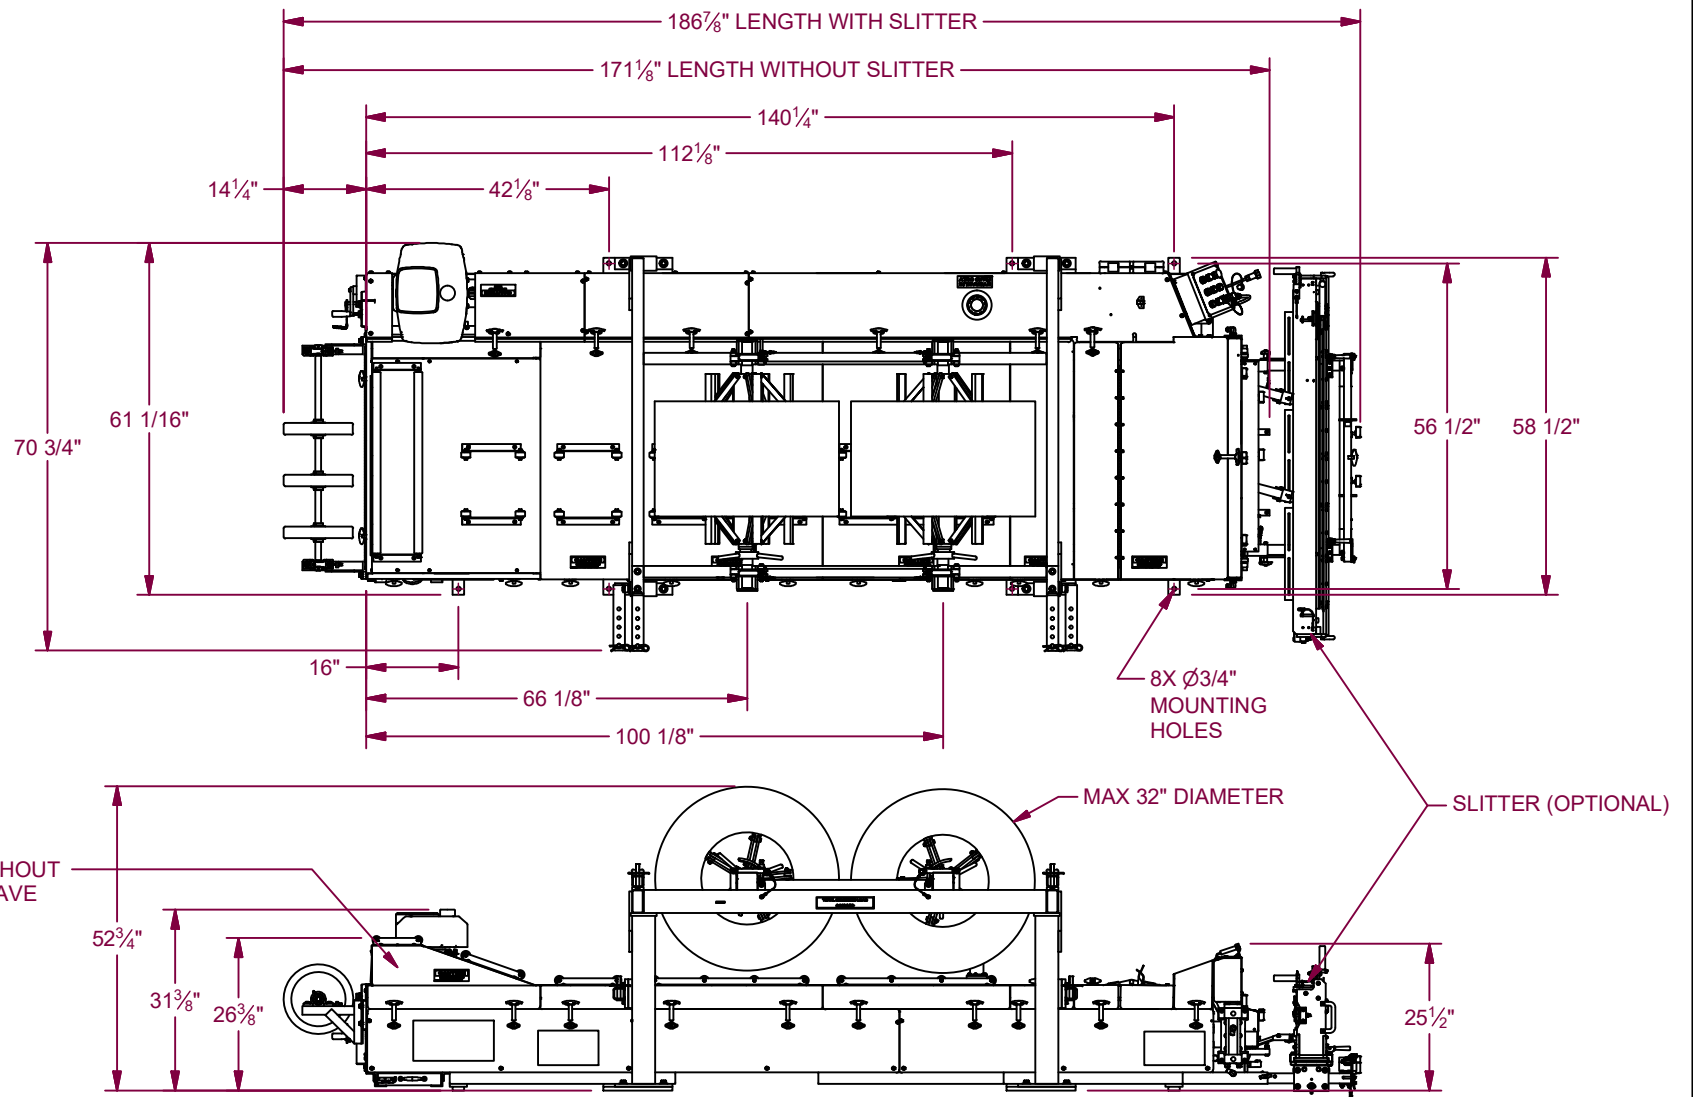 186⅞" LENGTH WITH SLITTER
171⅛" LENGTH WITHOUT SLITTER
140¼"
112⅛"
14¼"
42⅛"
70 3/4"
61 1/16"
56 1/2"
58 1/2"
16"
66 1/8"
100 1/8"
8X Ø3/4"
MOUNTING
HOLES
MAX 32" DIAMETER
SLITTER (OPTIONAL)
HOUT
AVE
52¾"
31⅜"
26⅜"
25½"